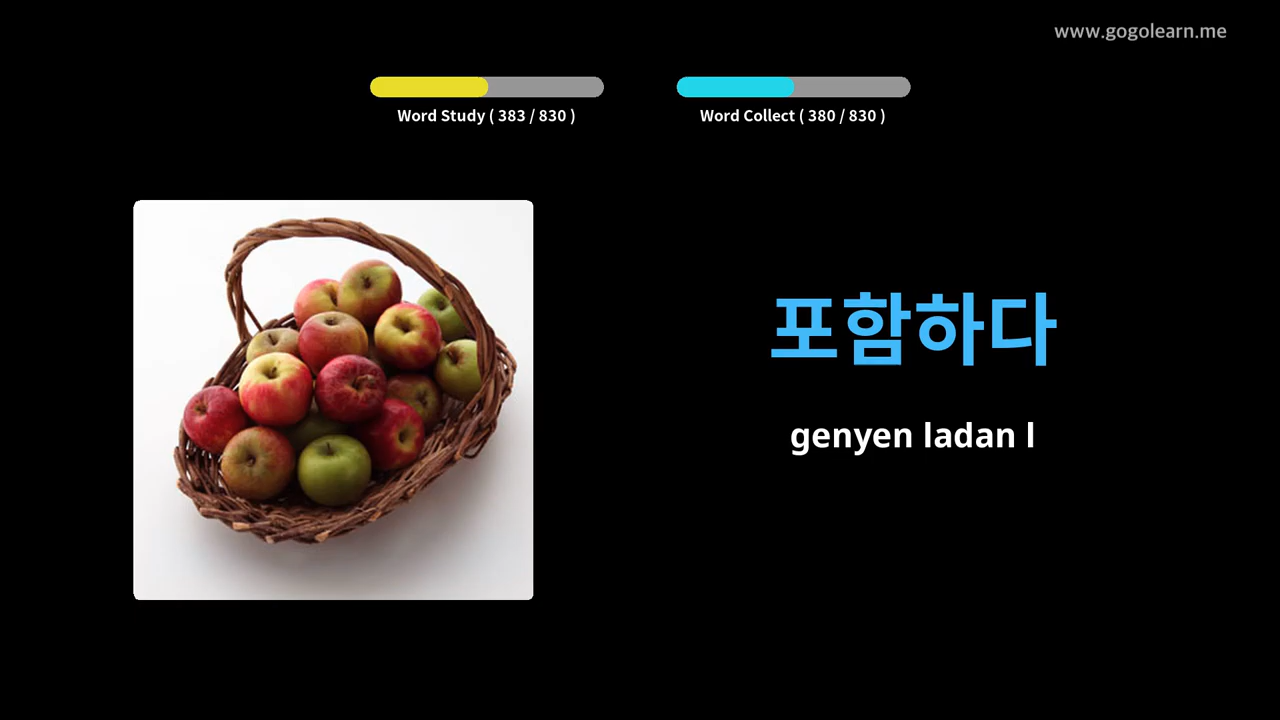 www.gogolearn.me
Word Study ( 383 / 830 )
Word Collect ( 380 / 830 )
포함하다
genyen ladan l